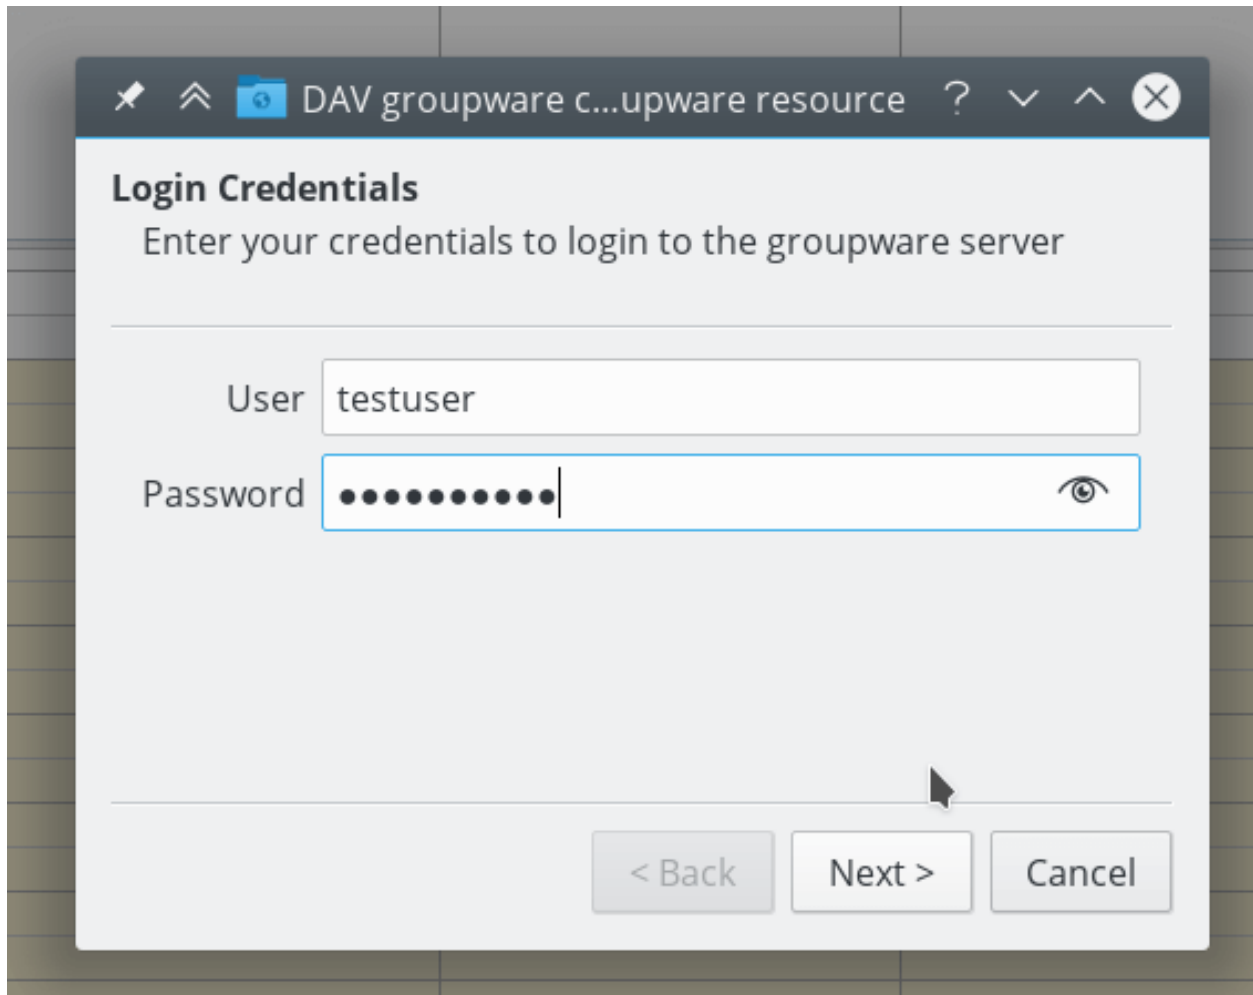 DAV groupware c...upware resource
Login Credentials
Enter your credentials to login to the groupware server
User testuser
Password ●●●●●●●●●●
< Back Next > Cancel